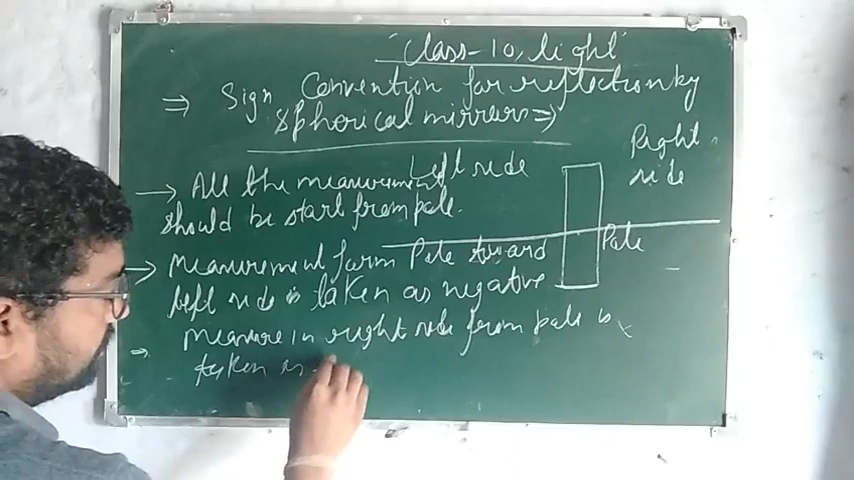 "Class-10, light"
⇒ Sign Convention for reflection by
spherical mirrors ⇒
Left side
Right
side
→ All the measurement
should be start from pole.
Pole
→ Measurement form Pole toward
left side is taken as negative
→ Measure in right side from pole is
taken as